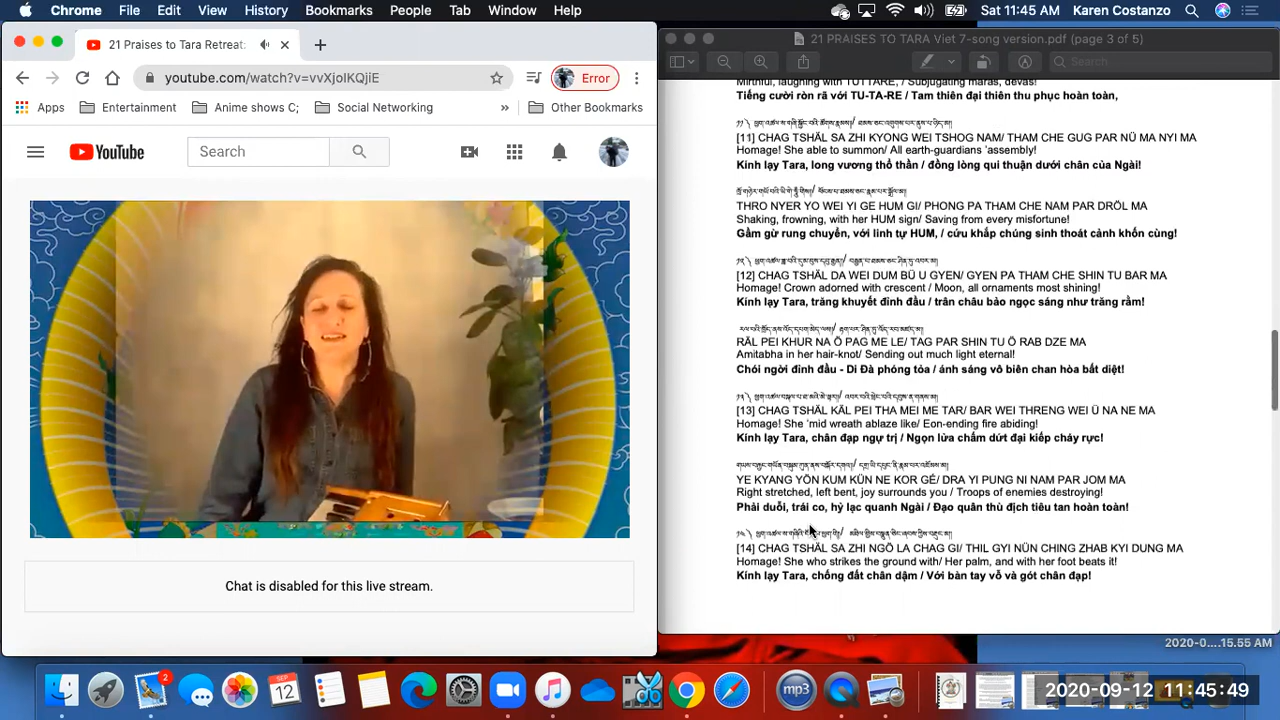 Chrome File Edit View History Bookmarks People Tab Window Help
Sat 11:45 AM Karen Costanzo
21 Praises to Tara Retreat:
youtube.com/watch?v=vvXjolKQjiE
Error
Apps Entertainment Anime shows C; Social Networking » Other Bookmarks
YouTube
Search
Chat is disabled for this live stream.
21 PRAISES TO TARA Viet 7-song version.pdf (page 3 of 5)
Search
Mirthful, laughing with TUTTARE, / Subjugating maras, devas!
Tiếng cười ròn rã với TU-TA-RE / Tam thiên đại thiên thu phục hoàn toàn,
[11] CHAG TSHÄL SA ZHI KYONG WEI TSHOG NAM/ THAM CHE GUG PAR NÜ MA NYI MA
Homage! She able to summon/ All earth-guardians 'assembly!
Kính lạy Tara, long vương thổ thần / đồng lòng qui thuận dưới chân của Ngài!
THRO NYER YO WEI YI GE HUM GI/ PHONG PA THAM CHE NAM PAR DRÖL MA
Shaking, frowning, with her HUM sign/ Saving from every misfortune!
Gầm gừ rung chuyển, với linh tự HUM, / cứu khắp chúng sinh thoát cảnh khốn cùng!
[12] CHAG TSHÄL DA WEI DUM BÜ U GYEN/ GYEN PA THAM CHE SHIN TU BAR MA
Homage! Crown adorned with crescent / Moon, all ornaments most shining!
Kính lạy Tara, trăng khuyết đỉnh đầu / trân châu bảo ngọc sáng như trăng rằm!
RÄL PEI KHUR NA Ö PAG ME LE/ TAG PAR SHIN TU Ö RAB DZE MA
Amitabha in her hair-knot/ Sending out much light eternal!
Chói ngời đỉnh đầu - Di Đà phóng tỏa / ánh sáng vô biên chan hòa bất diệt!
[13] CHAG TSHÄL KÄL PEI THA MEI ME TAR/ BAR WEI THRENG WEI Ü NA NE MA
Homage! She 'mid wreath ablaze like/ Eon-ending fire abiding!
Kính lạy Tara, chân đạp ngự trị / Ngọn lửa chấm dứt đại kiếp cháy rực!
YE KYANG YÖN KUM KÜN NE KOR GÉ/ DRA YI PUNG NI NAM PAR JOM MA
Right stretched, left bent, joy surrounds you / Troops of enemies destroying!
Phải duỗi, trái co, hỷ lạc quanh Ngài / Đạo quân thù địch tiêu tan hoàn toàn!
[14] CHAG TSHÄL SA ZHI NGÖ LA CHAG GI/ THIL GYI NÜN CHING ZHAB KYI DUNG MA
Homage! She who strikes the ground with/ Her palm, and with her foot beats it!
Kính lạy Tara, chống đất chân dậm / Với bàn tay vỗ và gót chân đạp!
2020-0....15.55 AM
SEP
12
2
mp3
2020-09-12 11:45:49